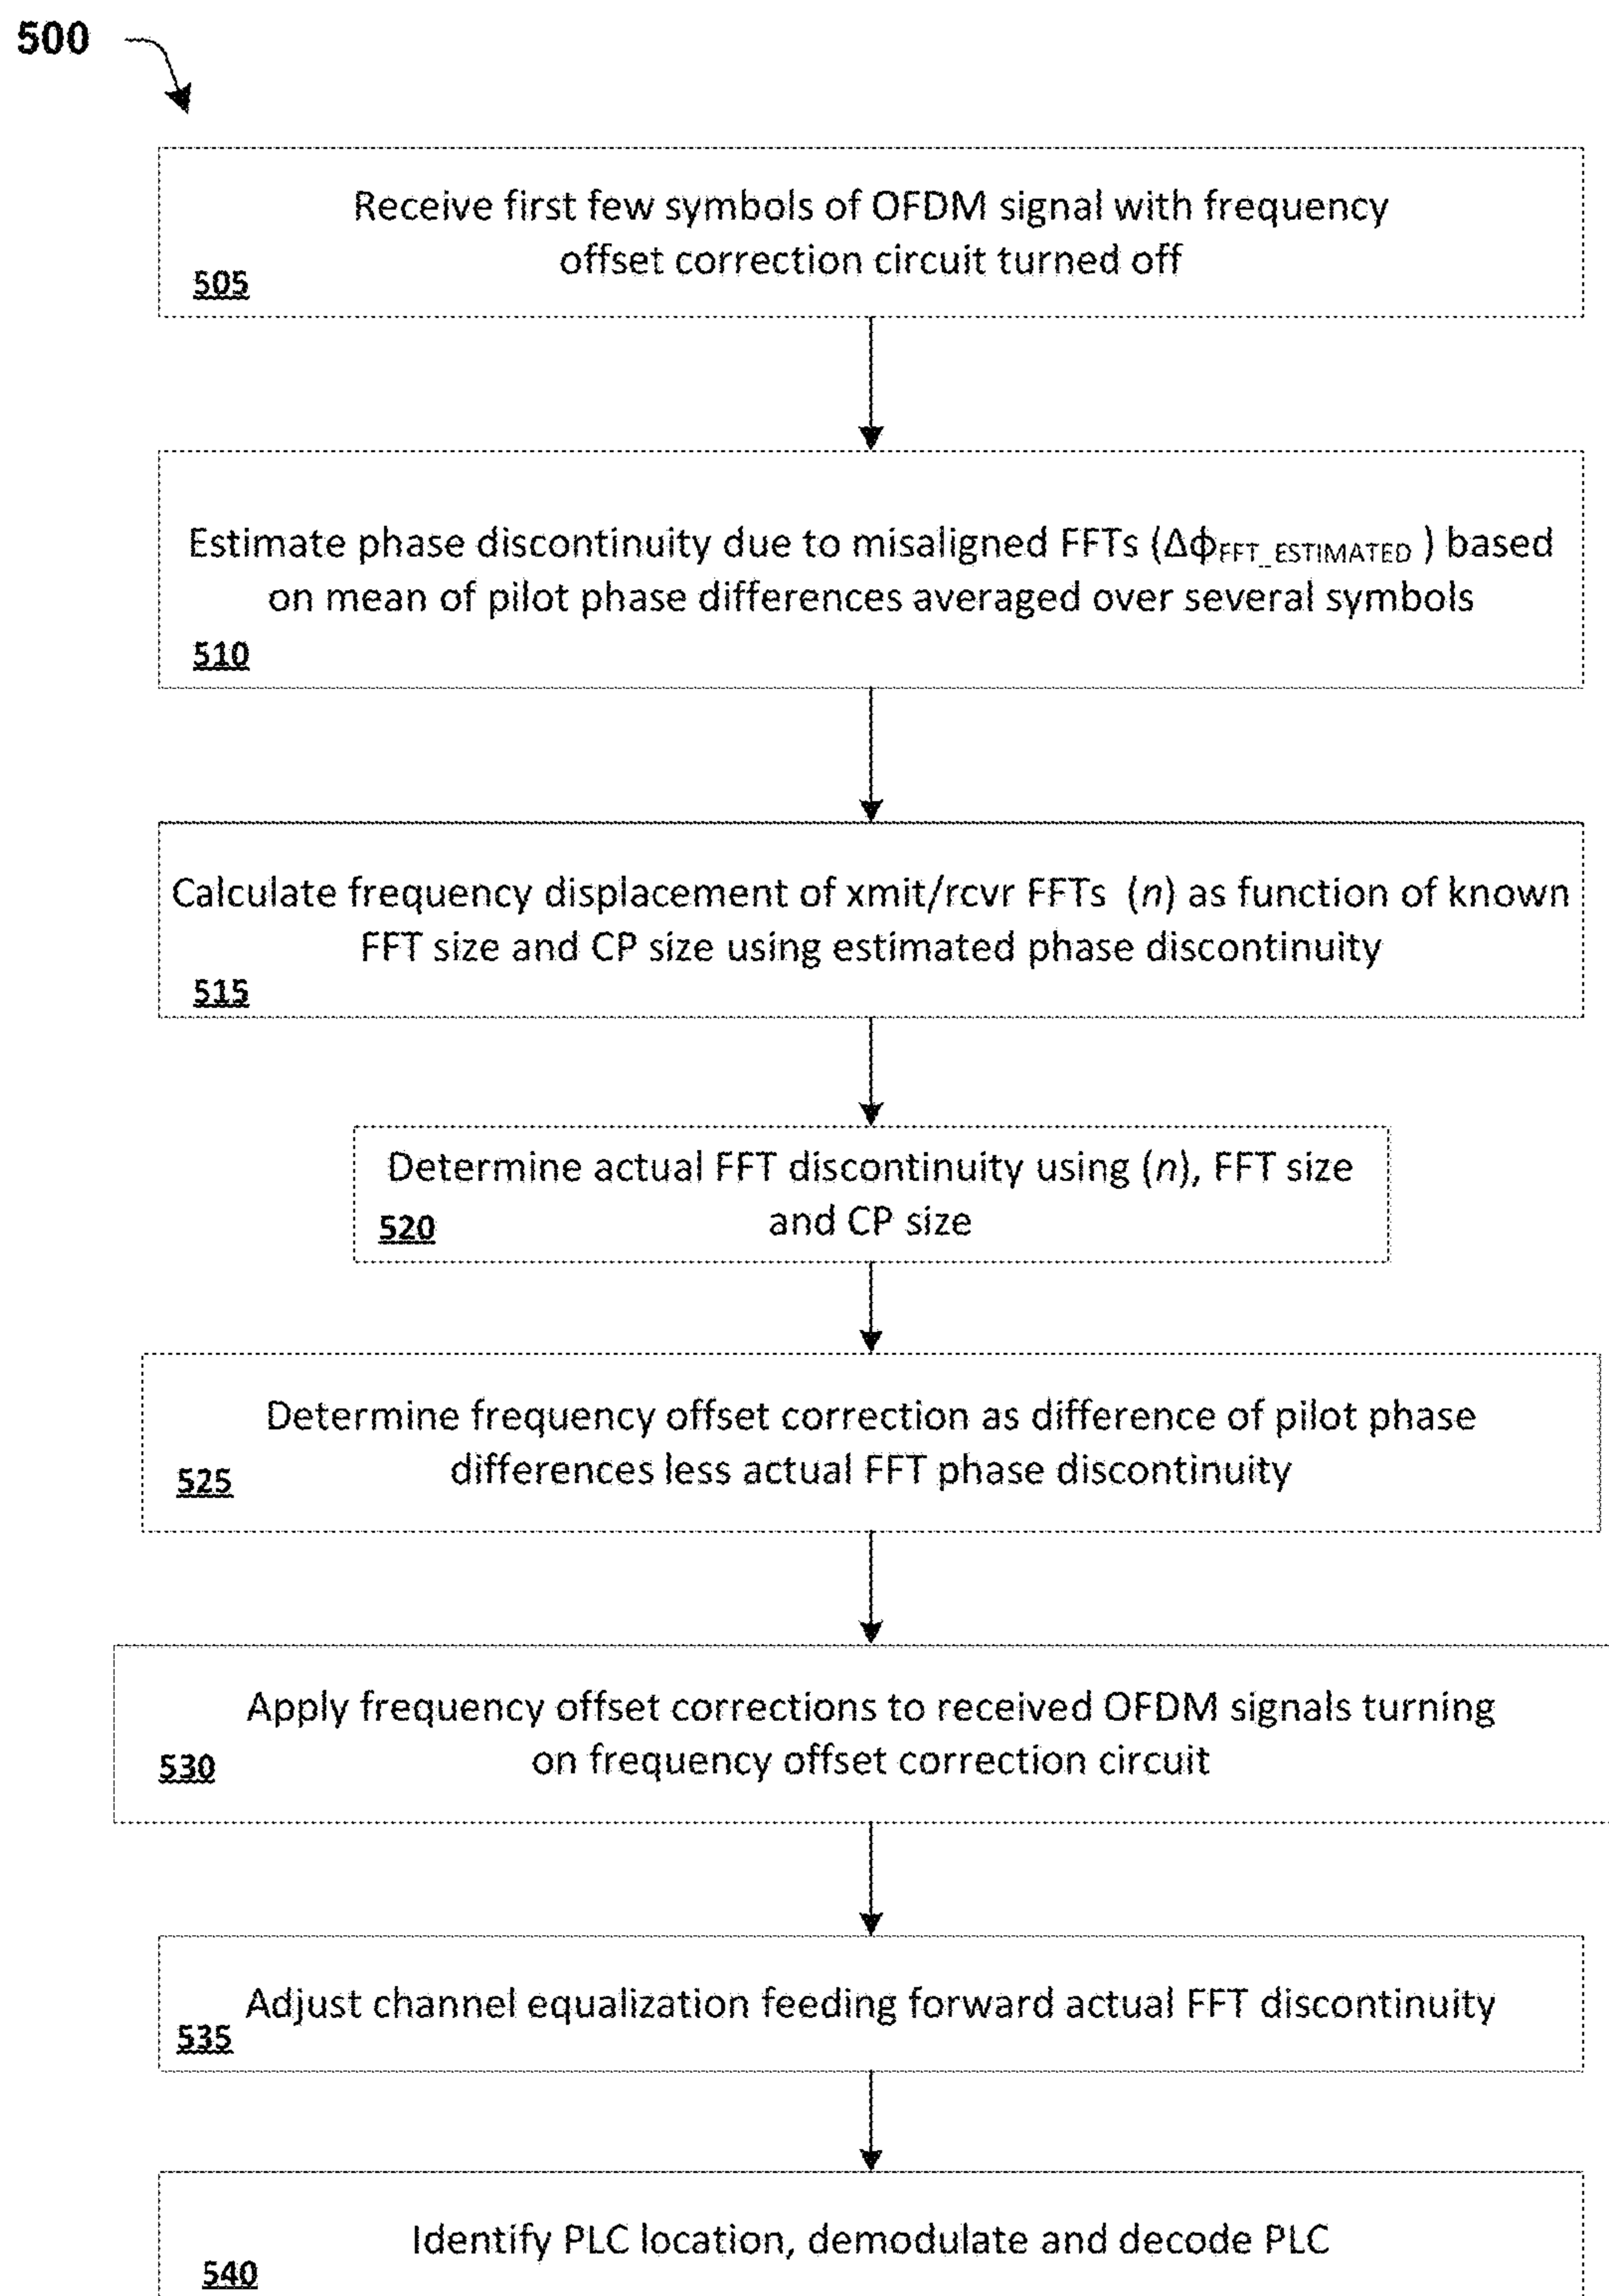 500
Receive first few symbols of OFDM signal with frequency
offset correction circuit turned off
505
Estimate phase discontinuity due to misaligned FFTs (ΔϕFFT_ESTIMATED ) based
on mean of pilot phase differences averaged over several symbols
510
Calculate frequency displacement of xmit/rcvr FFTs (n) as function of known
FFT size and CP size using estimated phase discontinuity
515
Determine actual FFT discontinuity using (n), FFT size
and CP size
520
Determine frequency offset correction as difference of pilot phase
differences less actual FFT phase discontinuity
525
Apply frequency offset corrections to received OFDM signals turning
on frequency offset correction circuit
530
Adjust channel equalization feeding forward actual FFT discontinuity
535
Identify PLC location, demodulate and decode PLC
540